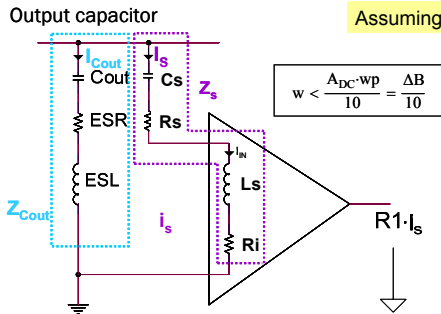 Output capacitor
Assuming
I_Cout
I_S
Cout
Cs
Z_s
w < A_DC·wp / 10 = ΔB / 10
ESR
Rs
I_IN
ESL
Ls
Z_Cout
i_s
R1·I_s
Ri